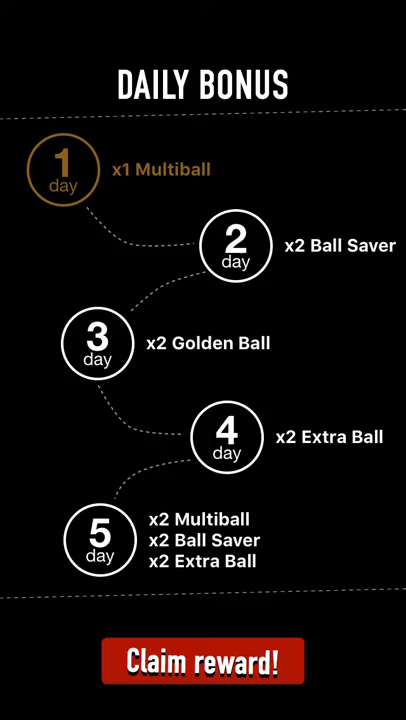 DAILY BONUS
1
day
x1 Multiball
2
day
x2 Ball Saver
3
day
x2 Golden Ball
4
day
x2 Extra Ball
5
day
x2 Multiball
x2 Ball Saver
x2 Extra Ball
Claim reward!